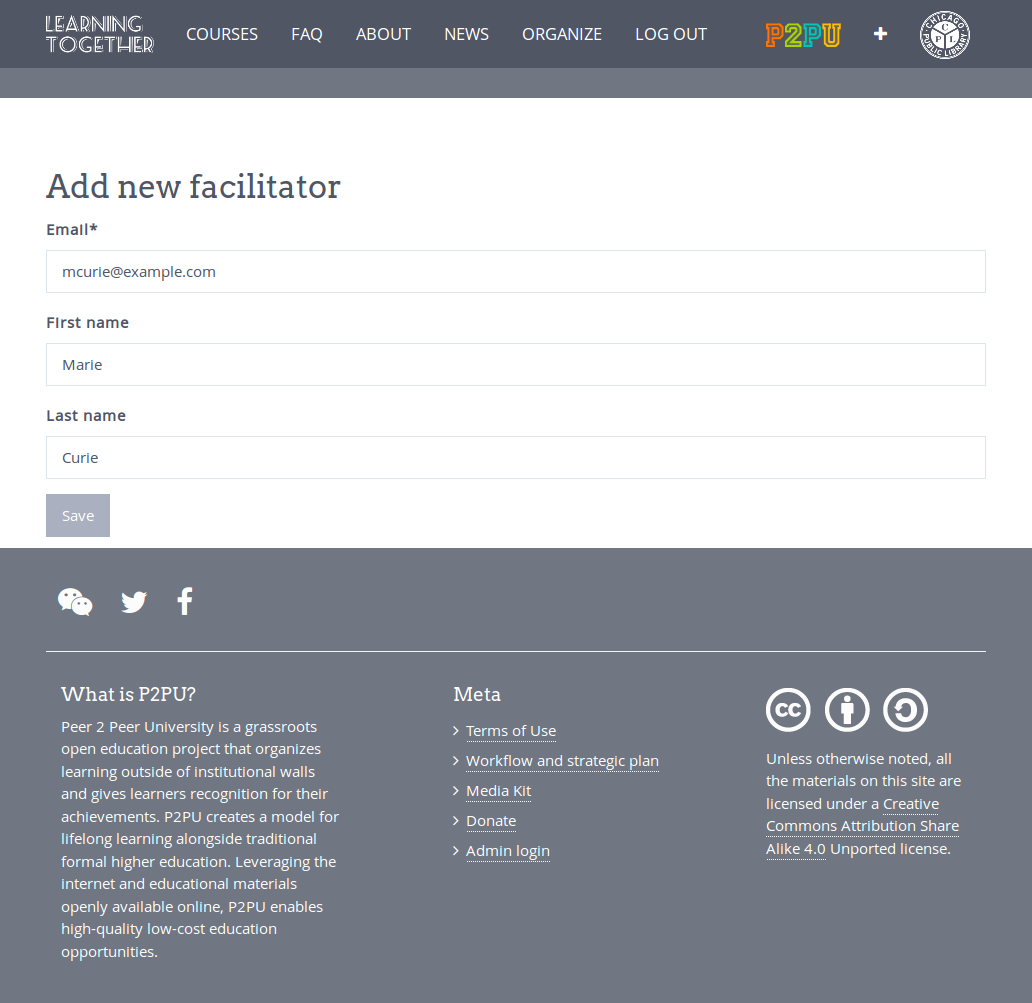 LEARNING
TOGETHER
COURSES FAQ ABOUT NEWS ORGANIZE LOG OUT
P2PU
CHICAGO
CPL
PUBLIC LIBRARY
Add new facilitator
Email*
mcurie@example.com
First name
Marie
Last name
Curie
Save
What is P2PU?
Peer 2 Peer University is a grassroots
open education project that organizes
learning outside of institutional walls
and gives learners recognition for their
achievements. P2PU creates a model for
lifelong learning alongside traditional
formal higher education. Leveraging the
internet and educational materials
openly available online, P2PU enables
high-quality low-cost education
opportunities.
Meta
Terms of Use
Workflow and strategic plan
Media Kit
Donate
Admin login
cc
Unless otherwise noted, all
the materials on this site are
licensed under a Creative
Commons Attribution Share
Alike 4.0 Unported license.